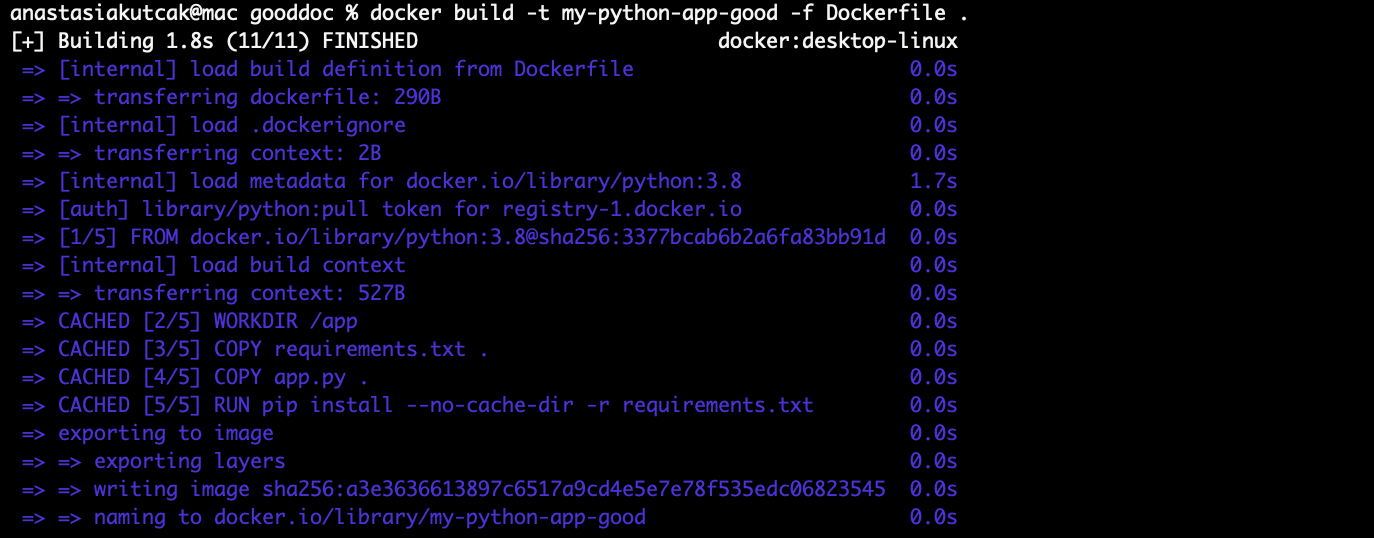 anastasiakutcak@mac gooddoc % docker build -t my-python-app-good -f Dockerfile .
[+] Building 1.8s (11/11) FINISHED docker:desktop-linux
=> [internal] load build definition from Dockerfile 0.0s
=> => transferring dockerfile: 290B 0.0s
=> [internal] load .dockerignore 0.0s
=> => transferring context: 2B 0.0s
=> [internal] load metadata for docker.io/library/python:3.8 1.7s
=> [auth] library/python:pull token for registry-1.docker.io 0.0s
=> [1/5] FROM docker.io/library/python:3.8@sha256:3377bcab6b2a6fa83bb91d 0.0s
=> [internal] load build context 0.0s
=> => transferring context: 527B 0.0s
=> CACHED [2/5] WORKDIR /app 0.0s
=> CACHED [3/5] COPY requirements.txt . 0.0s
=> CACHED [4/5] COPY app.py . 0.0s
=> CACHED [5/5] RUN pip install --no-cache-dir -r requirements.txt 0.0s
=> exporting to image 0.0s
=> => exporting layers 0.0s
=> => writing image sha256:a3e3636613897c6517a9cd4e5e7e78f535edc06823545 0.0s
=> => naming to docker.io/library/my-python-app-good 0.0s